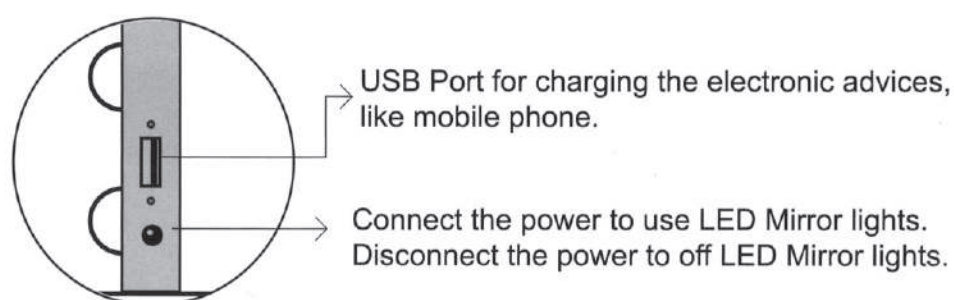 USB Port for charging the electronic advices,
like mobile phone.
Connect the power to use LED Mirror lights.
Disconnect the power to off LED Mirror lights.